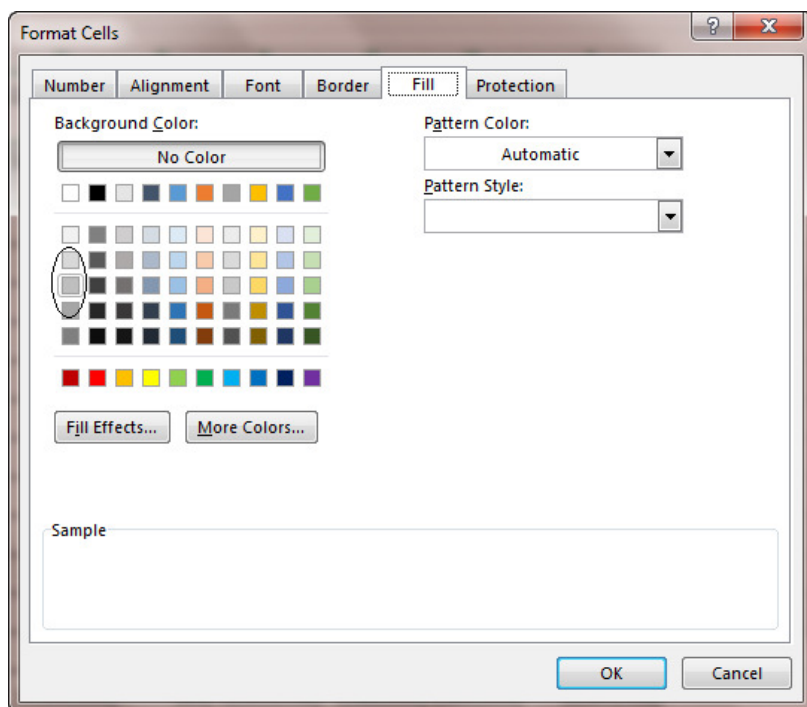 Format Cells
?
Number Alignment Font Border Fill Protection
Background Color:
No Color
Pattern Color:
Automatic
Pattern Style:
Fill Effects...
More Colors...
Sample
OK
Cancel